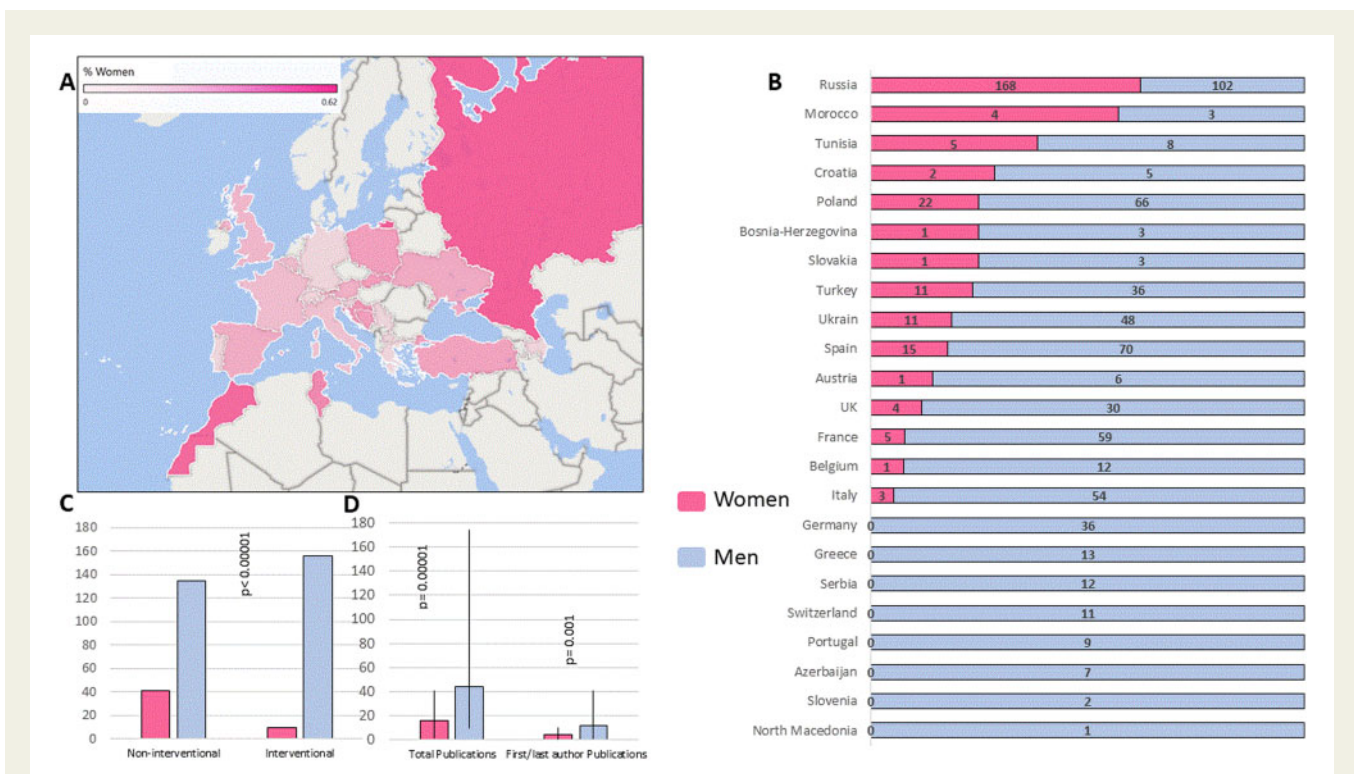 A
% Women
0 0.62
B
Russia 168 102
Morocco 4 3
Tunisia 5 8
Croatia 2 5
Poland 22 66
Bosnia-Herzegovina 1 3
Slovakia 1 3
Turkey 11 36
Ukrain 11 48
Spain 15 70
Austria 1 6
UK 4 30
France 5 59
Belgium 1 12
Italy 3 54
Germany 0 36
Greece 0 13
Serbia 0 12
Switzerland 0 11
Portugal 0 9
Azerbaijan 0 7
Slovenia 0 2
North Macedonia 0 1
Women
Men
C
180
160
140
120
100
80
60
40
20
0
p< 0.00001
Non-interventional Interventional
D
180
160
140
120
100
80
60
40
20
0
p= 0.00001
p= 0.001
Total Publications First/last author Publications